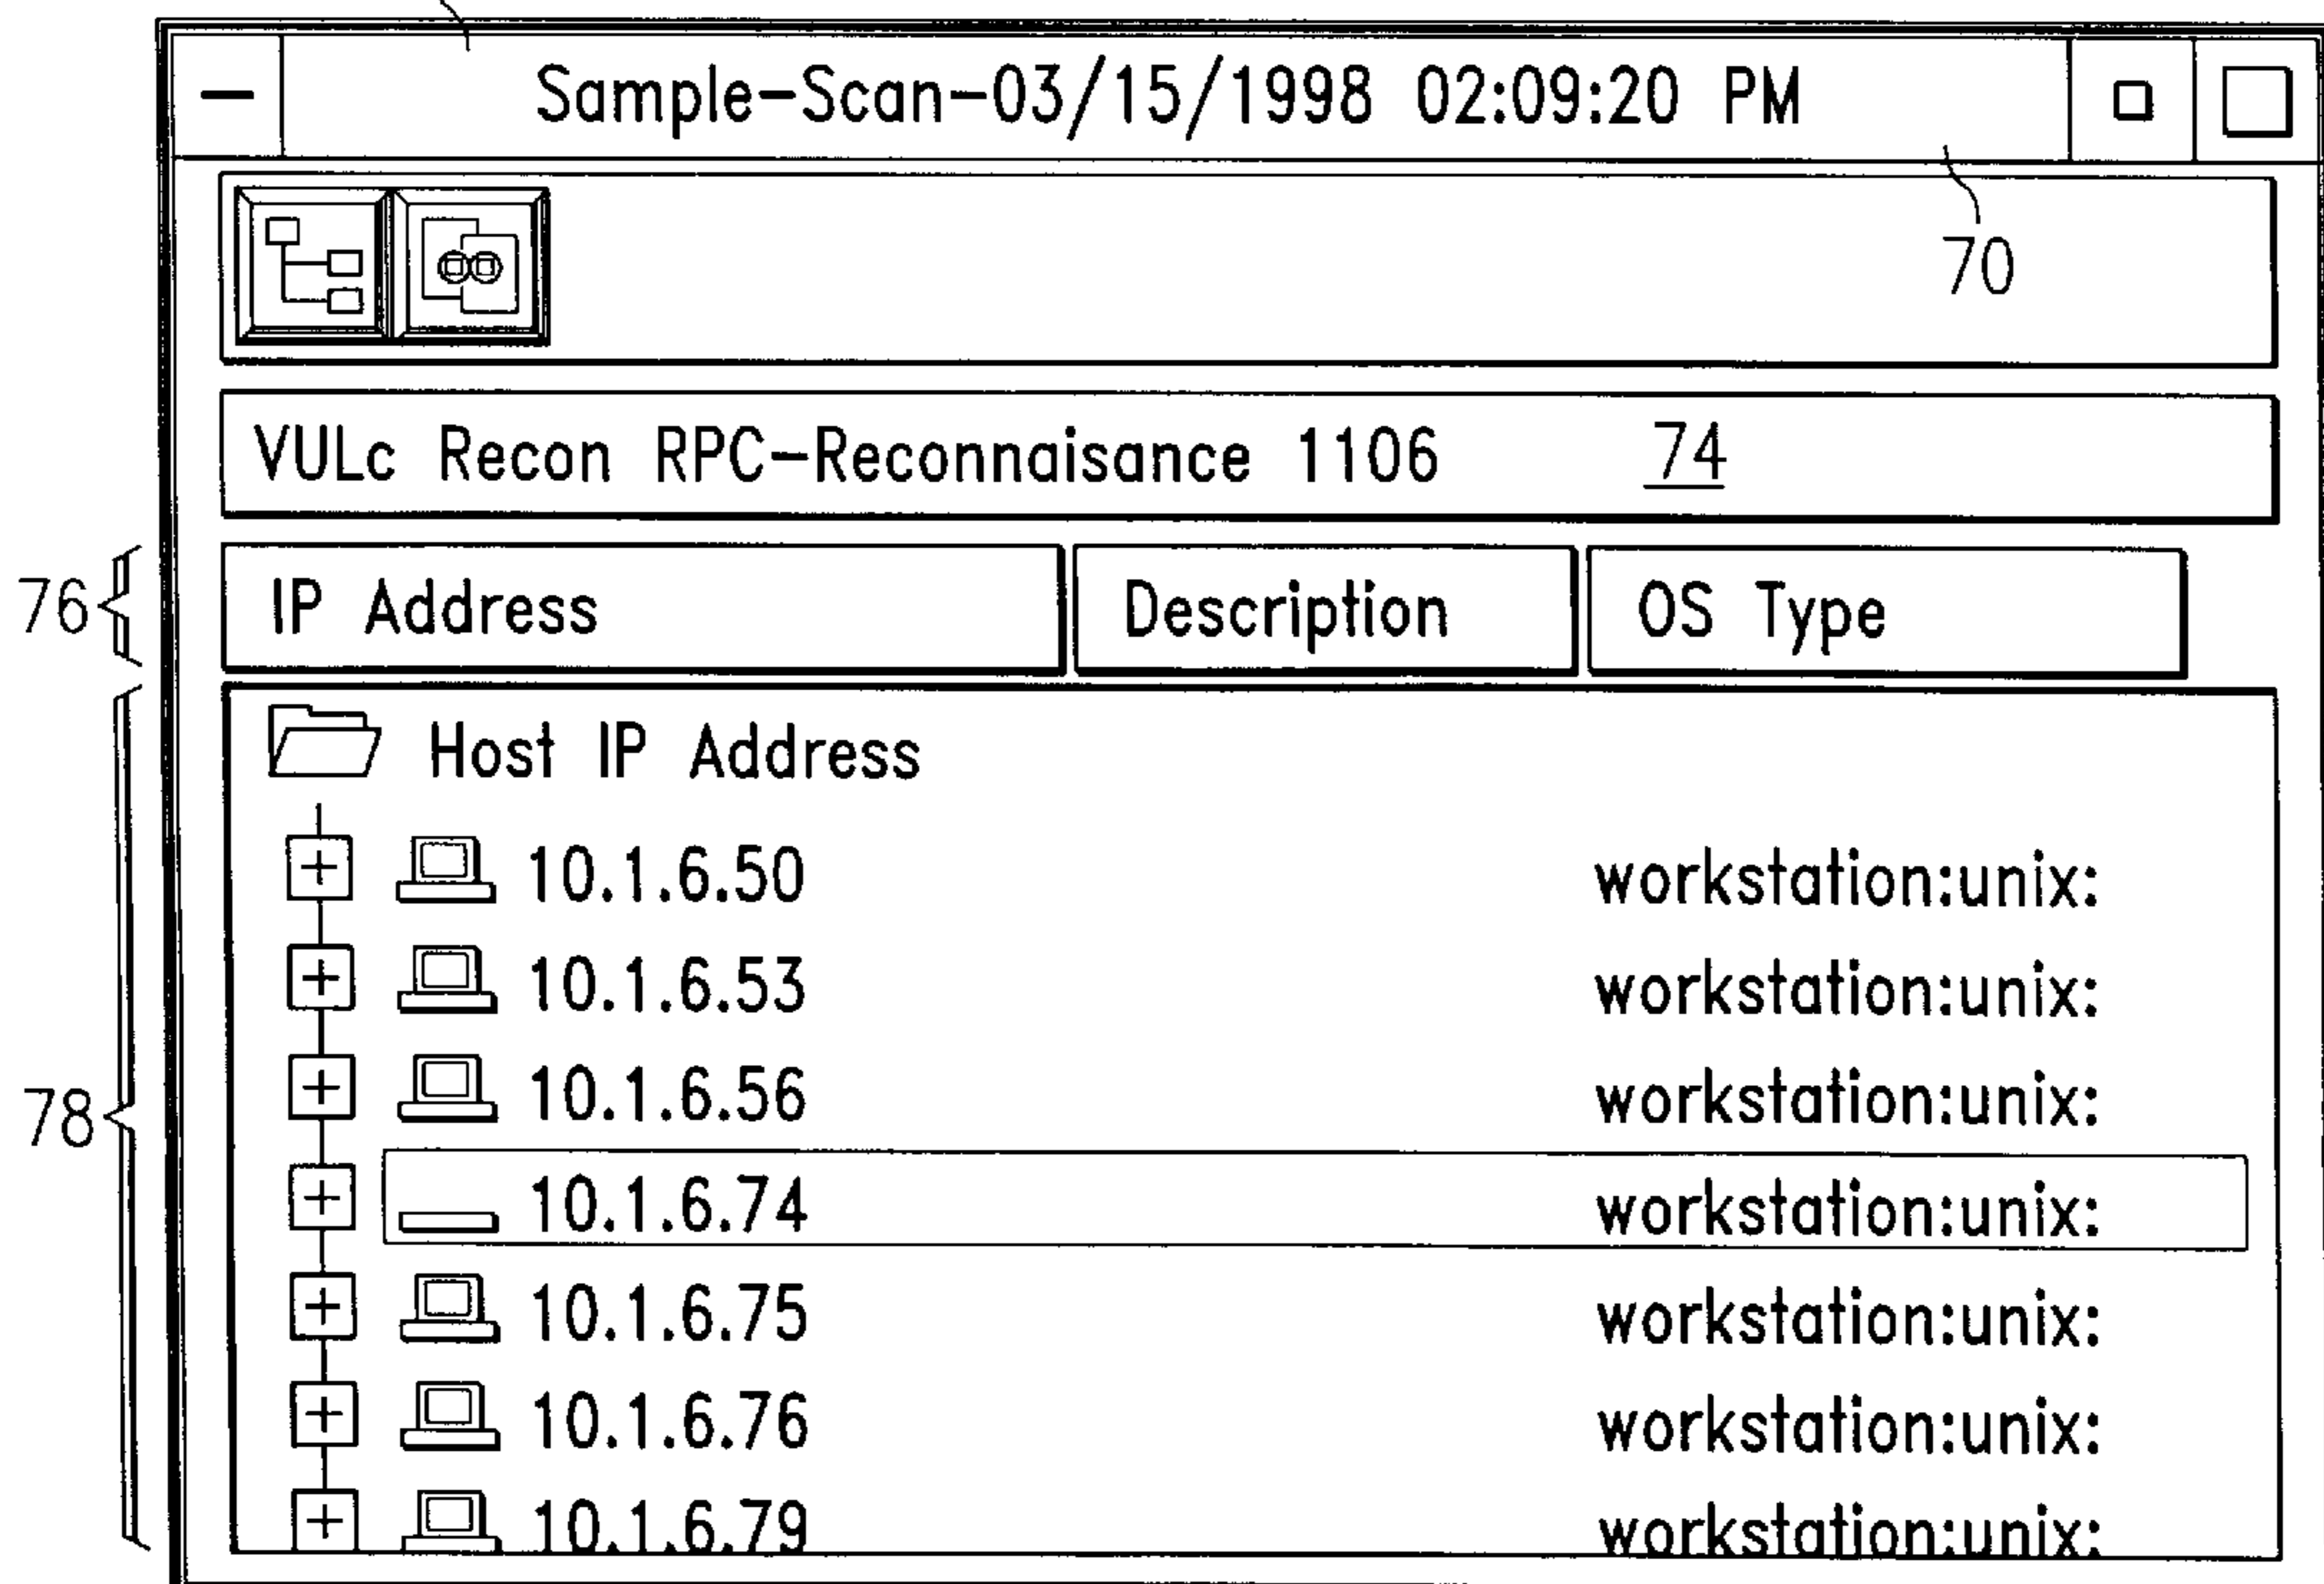 Sample-Scan-03/15/1998 02:09:20 PM
70
VULc Recon RPC-Reconnaisance 1106 74
76
IP Address Description OS Type
78
Host IP Address
10.1.6.50 workstation:unix:
10.1.6.53 workstation:unix:
10.1.6.56 workstation:unix:
10.1.6.74 workstation:unix:
10.1.6.75 workstation:unix:
10.1.6.76 workstation:unix:
10.1.6.79 workstation:unix: